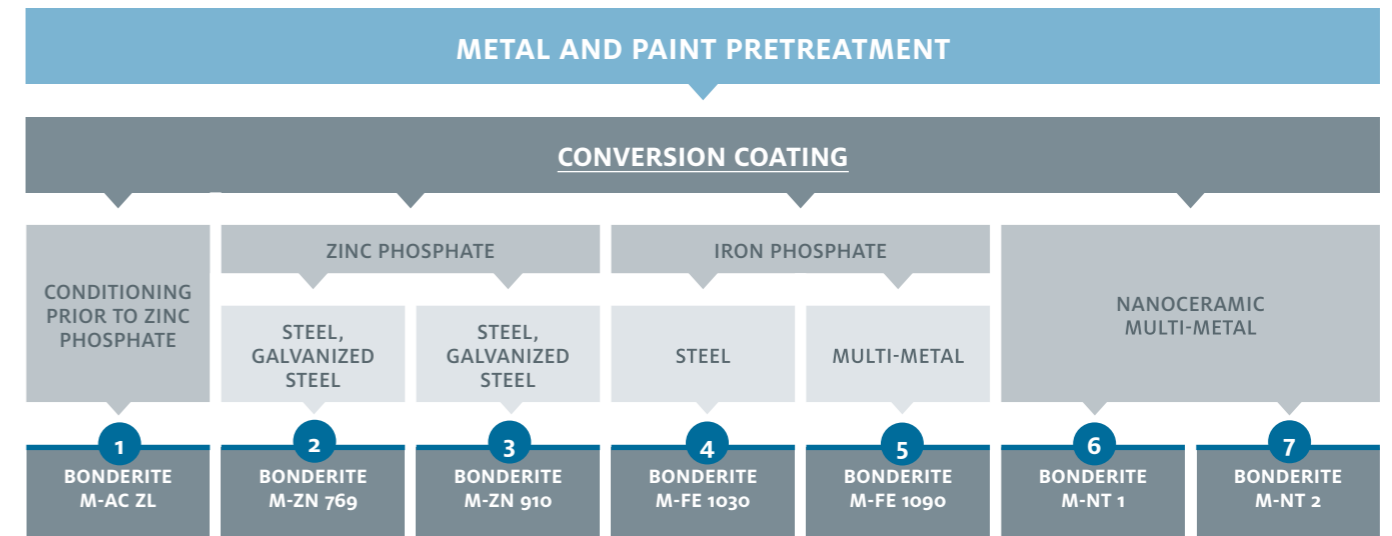 METAL AND PAINT PRETREATMENT
CONVERSION COATING
CONDITIONING
PRIOR TO ZINC
PHOSPHATE
ZINC PHOSPHATE
STEEL,
GALVANIZED
STEEL
STEEL,
GALVANIZED
STEEL
IRON PHOSPHATE
STEEL
MULTI-METAL
NANOCERAMIC
MULTI-METAL
1
BONDERITE
M-AC ZL
2
BONDERITE
M-ZN 769
3
BONDERITE
M-ZN 910
4
BONDERITE
M-FE 1030
5
BONDERITE
M-FE 1090
6
BONDERITE
M-NT 1
7
BONDERITE
M-NT 2